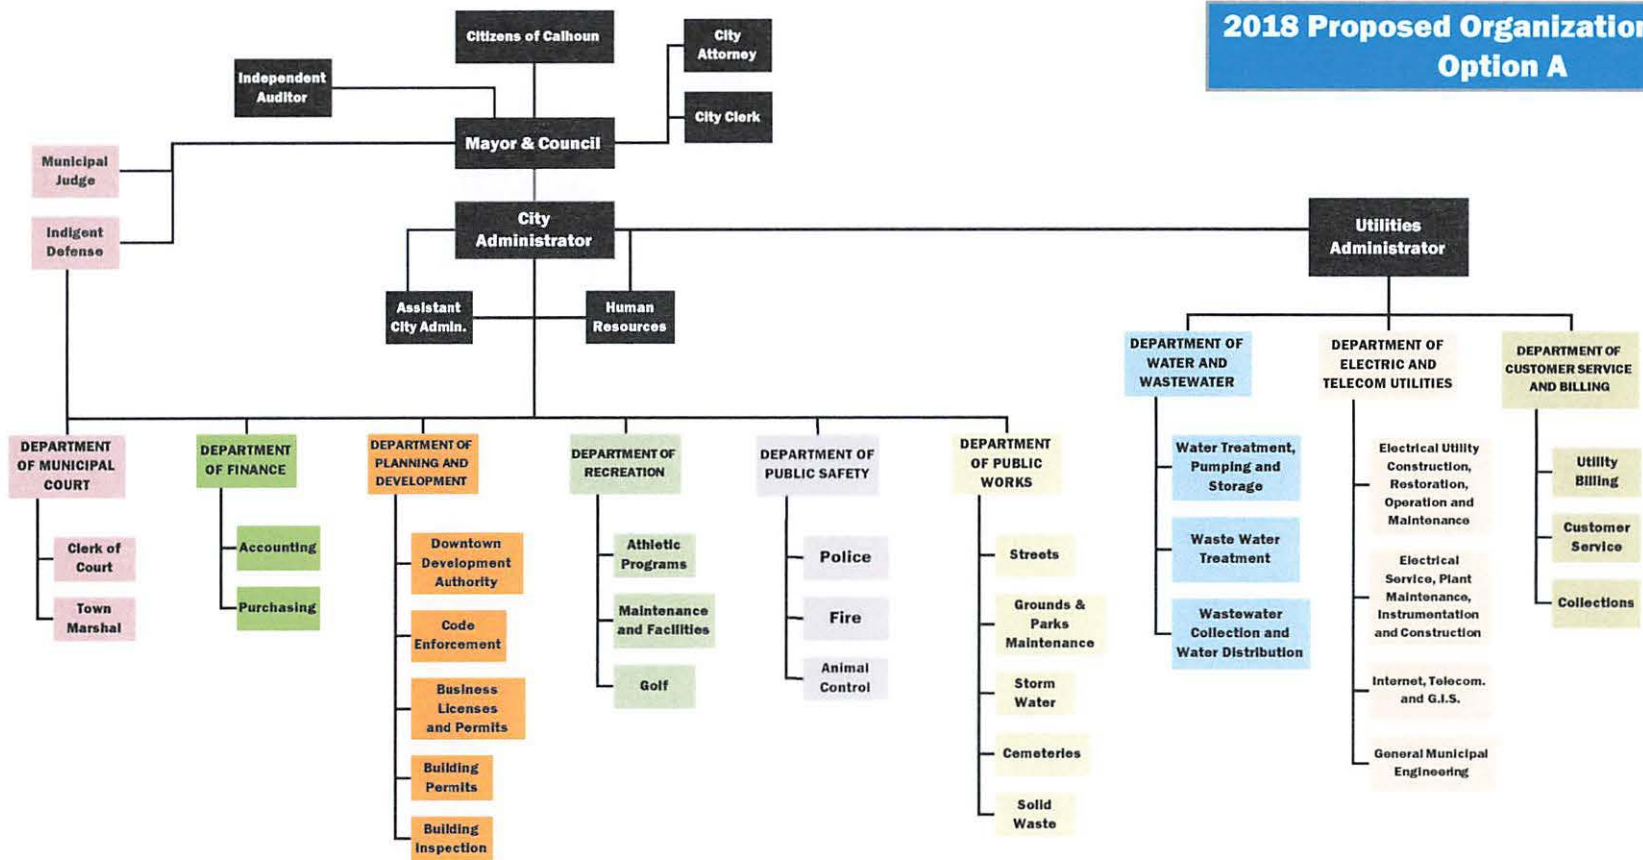 2018 Proposed Organization
Option A
Citizens of Calhoun
City
Attorney
Independent
Auditor
City Clerk
Mayor & Council
Municipal
Judge
Indigent
Defense
City
Administrator
Utilities
Administrator
Assistant
City Admin.
Human
Resources
DEPARTMENT OF
WATER AND
WASTEWATER
DEPARTMENT OF
ELECTRIC AND
TELECOM UTILITIES
DEPARTMENT OF
CUSTOMER SERVICE
AND BILLING
DEPARTMENT
OF MUNICIPAL
COURT
Clerk of
Court
Town
Marshal
DEPARTMENT
OF FINANCE
Accounting
Purchasing
DEPARTMENT OF
PLANNING AND
DEVELOPMENT
Downtown
Development
Authority
Code
Enforcement
Business
Licenses
and Permits
Building
Permits
Building
Inspection
DEPARTMENT OF
RECREATION
Athletic
Programs
Maintenance
and Facilities
Golf
DEPARTMENT OF
PUBLIC SAFETY
Police
Fire
Animal
Control
DEPARTMENT
OF PUBLIC
WORKS
Streets
Grounds &
Parks
Maintenance
Storm
Water
Cemeteries
Solid
Waste
Water Treatment,
Pumping and
Storage
Waste Water
Treatment
Wastewater
Collection and
Water Distribution
Electrical Utility
Construction,
Restoration,
Operation and
Maintenance
Electrical
Service, Plant
Maintenance,
Instrumentation
and Construction
Internet, Telecom.
and G.I.S.
General Municipal
Engineering
Utility
Billing
Customer
Service
Collections